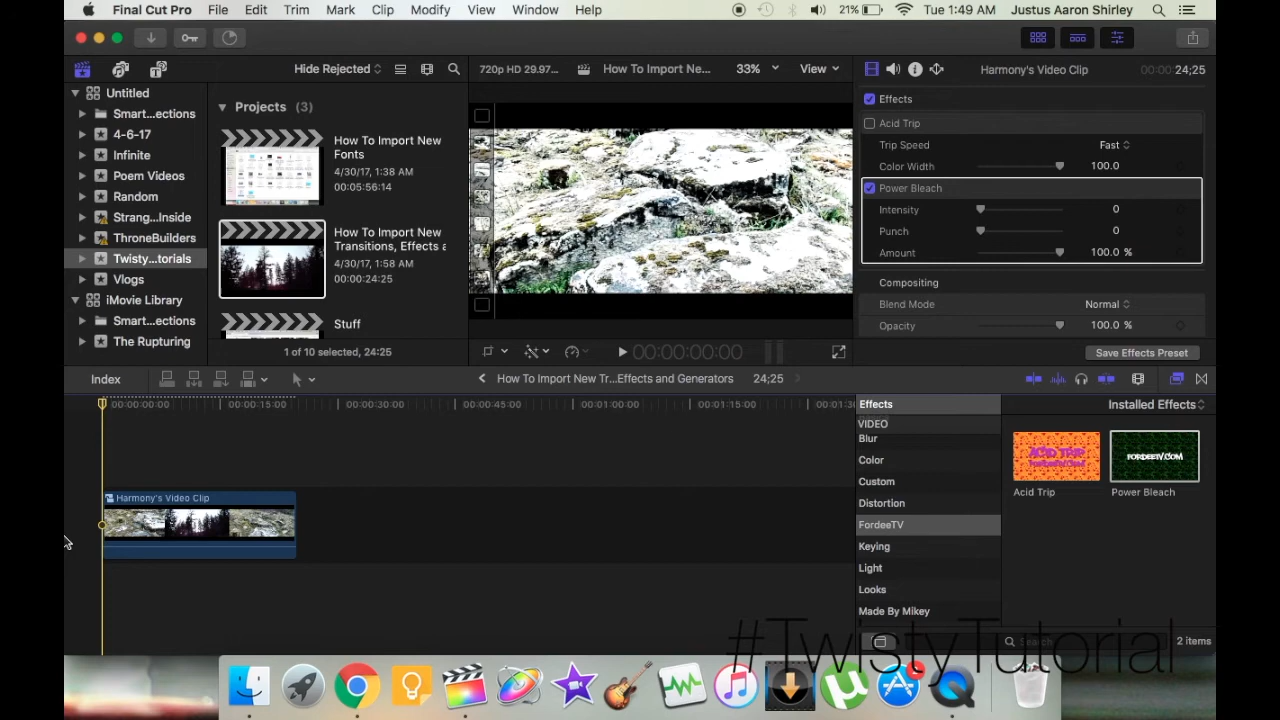 Final Cut Pro File Edit Trim Mark Clip Modify View Window Help 21% Tue 1:49 AM Justus Aaron Shirley
Hide Rejected 720p HD 29.97... How To Import Ne... 33% View Harmony's Video Clip 00:00:24;25
Untitled
Smart...ections
4-6-17
Infinite
Poem Videos
Random
Strang...Inside
ThroneBuilders
Twisty...torials
Vlogs
iMovie Library
Smart...ections
The Rupturing
Projects (3)
How To Import New
Fonts
4/30/17, 1:38 AM
00:05:56:14
How To Import New
Transitions, Effects a
4/30/17, 1:58 AM
00:00:24:25
Stuff
1 of 10 selected, 24:25
00:00:00:00
Effects
Acid Trip
Trip Speed Fast
Color Width 100.0
Power Bleach
Intensity 0
Punch 0
Amount 100.0 %
Compositing
Blend Mode Normal
Opacity 100.0 %
Save Effects Preset
Index How To Import New Tr...Effects and Generators 24;25
00:00:00:00 00:00:15:00 00:00:30:00 00:00:45:00 00:01:00:00 00:01:15:00 00:01:3
Harmony's Video Clip
Effects Installed Effects
VIDEO
Blur
Color
Custom
Distortion
FordeeTV
Keying
Light
Looks
Made By Mikey
ACID TRIP
FORDEETV.COM
Acid Trip
FORDEETV.COM
Power Bleach
Search 2 items
#TwistyTutorial